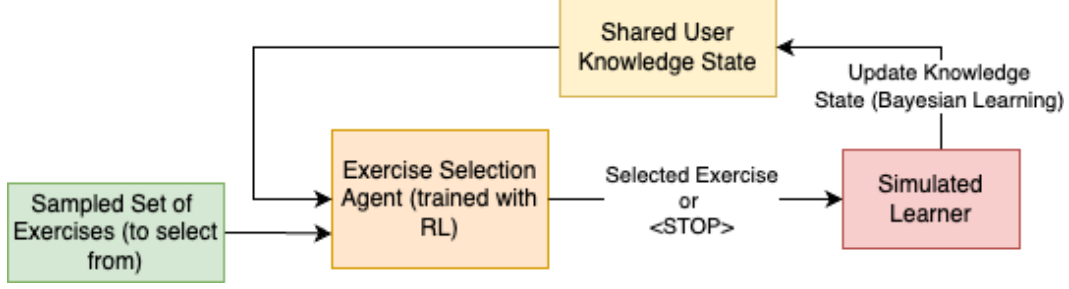 Shared User
Knowledge State
Update Knowledge
State (Bayesian Learning)
Exercise Selection
Agent (trained with
RL)
Selected Exercise
or
<STOP>
Simulated
Learner
Sampled Set of
Exercises (to select
from)